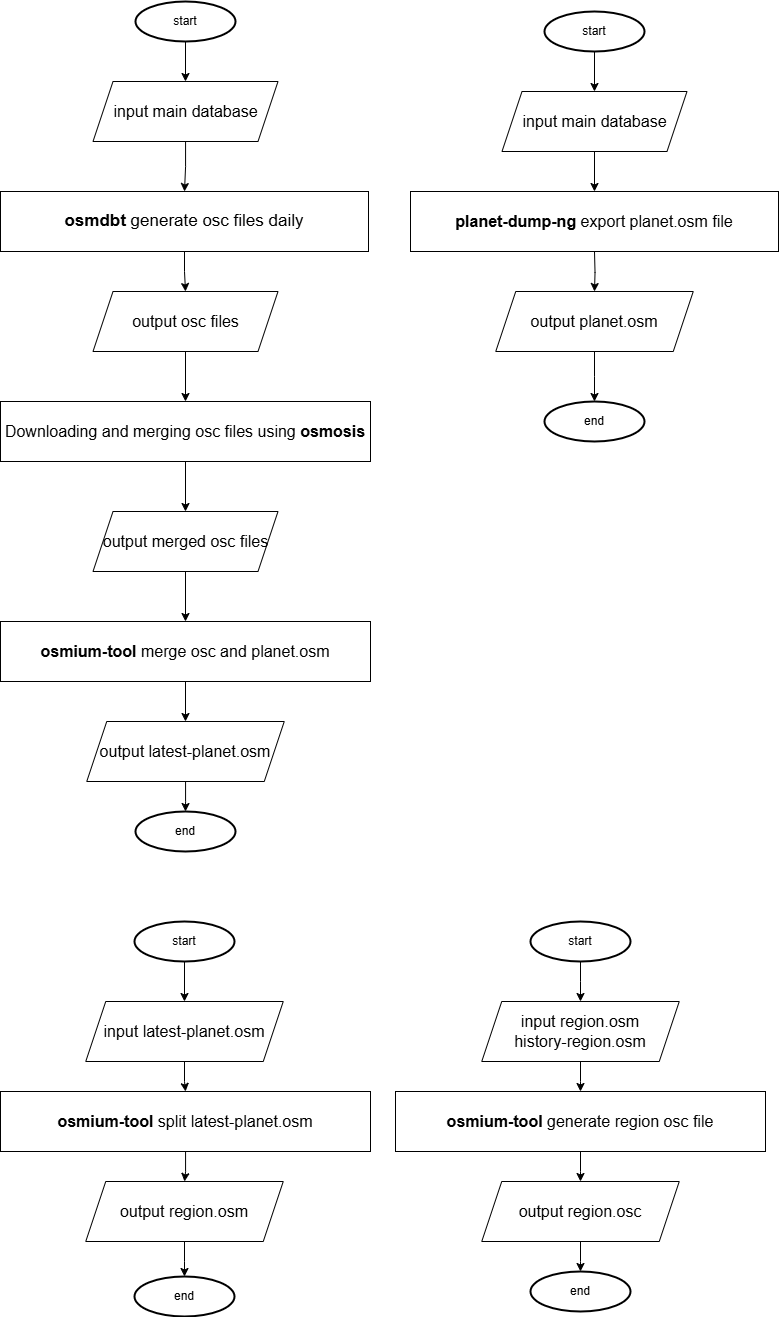 start
input main database
osmdbt generate osc files daily
output osc files
Downloading and merging osc files using osmosis
output merged osc files
osmium-tool merge osc and planet.osm
output latest-planet.osm
end
start
input main database
planet-dump-ng export planet.osm file
output planet.osm
end
start
input latest-planet.osm
osmium-tool split latest-planet.osm
output region.osm
end
start
input region.osm
history-region.osm
osmium-tool generate region osc file
output region.osc
end